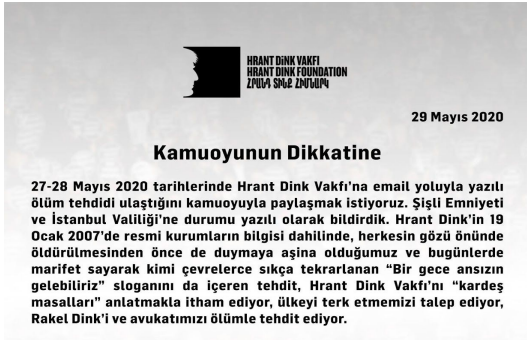 HRANT DİNK VAKFI
HRANT DINK FOUNDATION
ՀՐԱՆԴ ՏԻՆՔ ՀԻՄՆԱՐԿ
29 Mayıs 2020
Kamuoyunun Dikkatine
27-28 Mayıs 2020 tarihlerinde Hrant Dink Vakfı’na email yoluyla yazılı
ölüm tehdidi ulaştığını kamuoyuyla paylaşmak istiyoruz. Şişli Emniyeti
ve İstanbul Valiliği’ne durumu yazılı olarak bildirdik. Hrant Dink’in 19
Ocak 2007’de resmi kurumların bilgisi dahilinde, herkesin gözü önünde
öldürülmesinden önce de duymaya aşina olduğumuz ve bugünlerde
marifet sayarak kimi çevrelerce sıkça tekrarlanan “Bir gece ansızın
gelebiliriz” sloganını da içeren tehdit, Hrant Dink Vakfı’nı “kardeş
masalları” anlatmakla itham ediyor, ülkeyi terk etmemizi talep ediyor,
Rakel Dink’i ve avukatımızı ölümle tehdit ediyor.